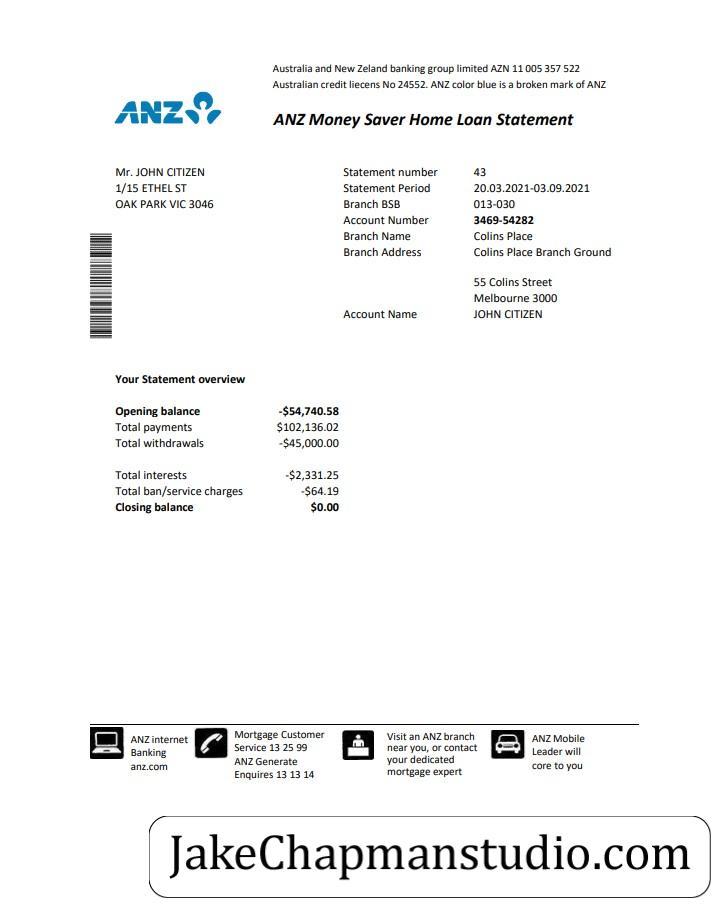 Australia and New Zeland banking group limited AZN 11 005 357 522
Australian credit liecens No 24552. ANZ color blue is a broken mark of ANZ
ANZ
ANZ Money Saver Home Loan Statement
Mr. JOHN CITIZEN
1/15 ETHEL ST
OAK PARK VIC 3046
Statement number 43
Statement Period 20.03.2021-03.09.2021
Branch BSB 013-030
Account Number 3469-54282
Branch Name Colins Place
Branch Address Colins Place Branch Ground
55 Colins Street
Melbourne 3000
Account Name JOHN CITIZEN
Your Statement overview
Opening balance -$54,740.58
Total payments $102,136.02
Total withdrawals -$45,000.00
Total interests -$2,331.25
Total ban/service charges -$64.19
Closing balance $0.00
ANZ internet
Banking
anz.com
Mortgage Customer
Service 13 25 99
ANZ Generate
Enquires 13 13 14
Visit an ANZ branch
near you, or contact
your dedicated
mortgage expert
ANZ Mobile
Leader will
core to you
JakeChapmanstudio.com